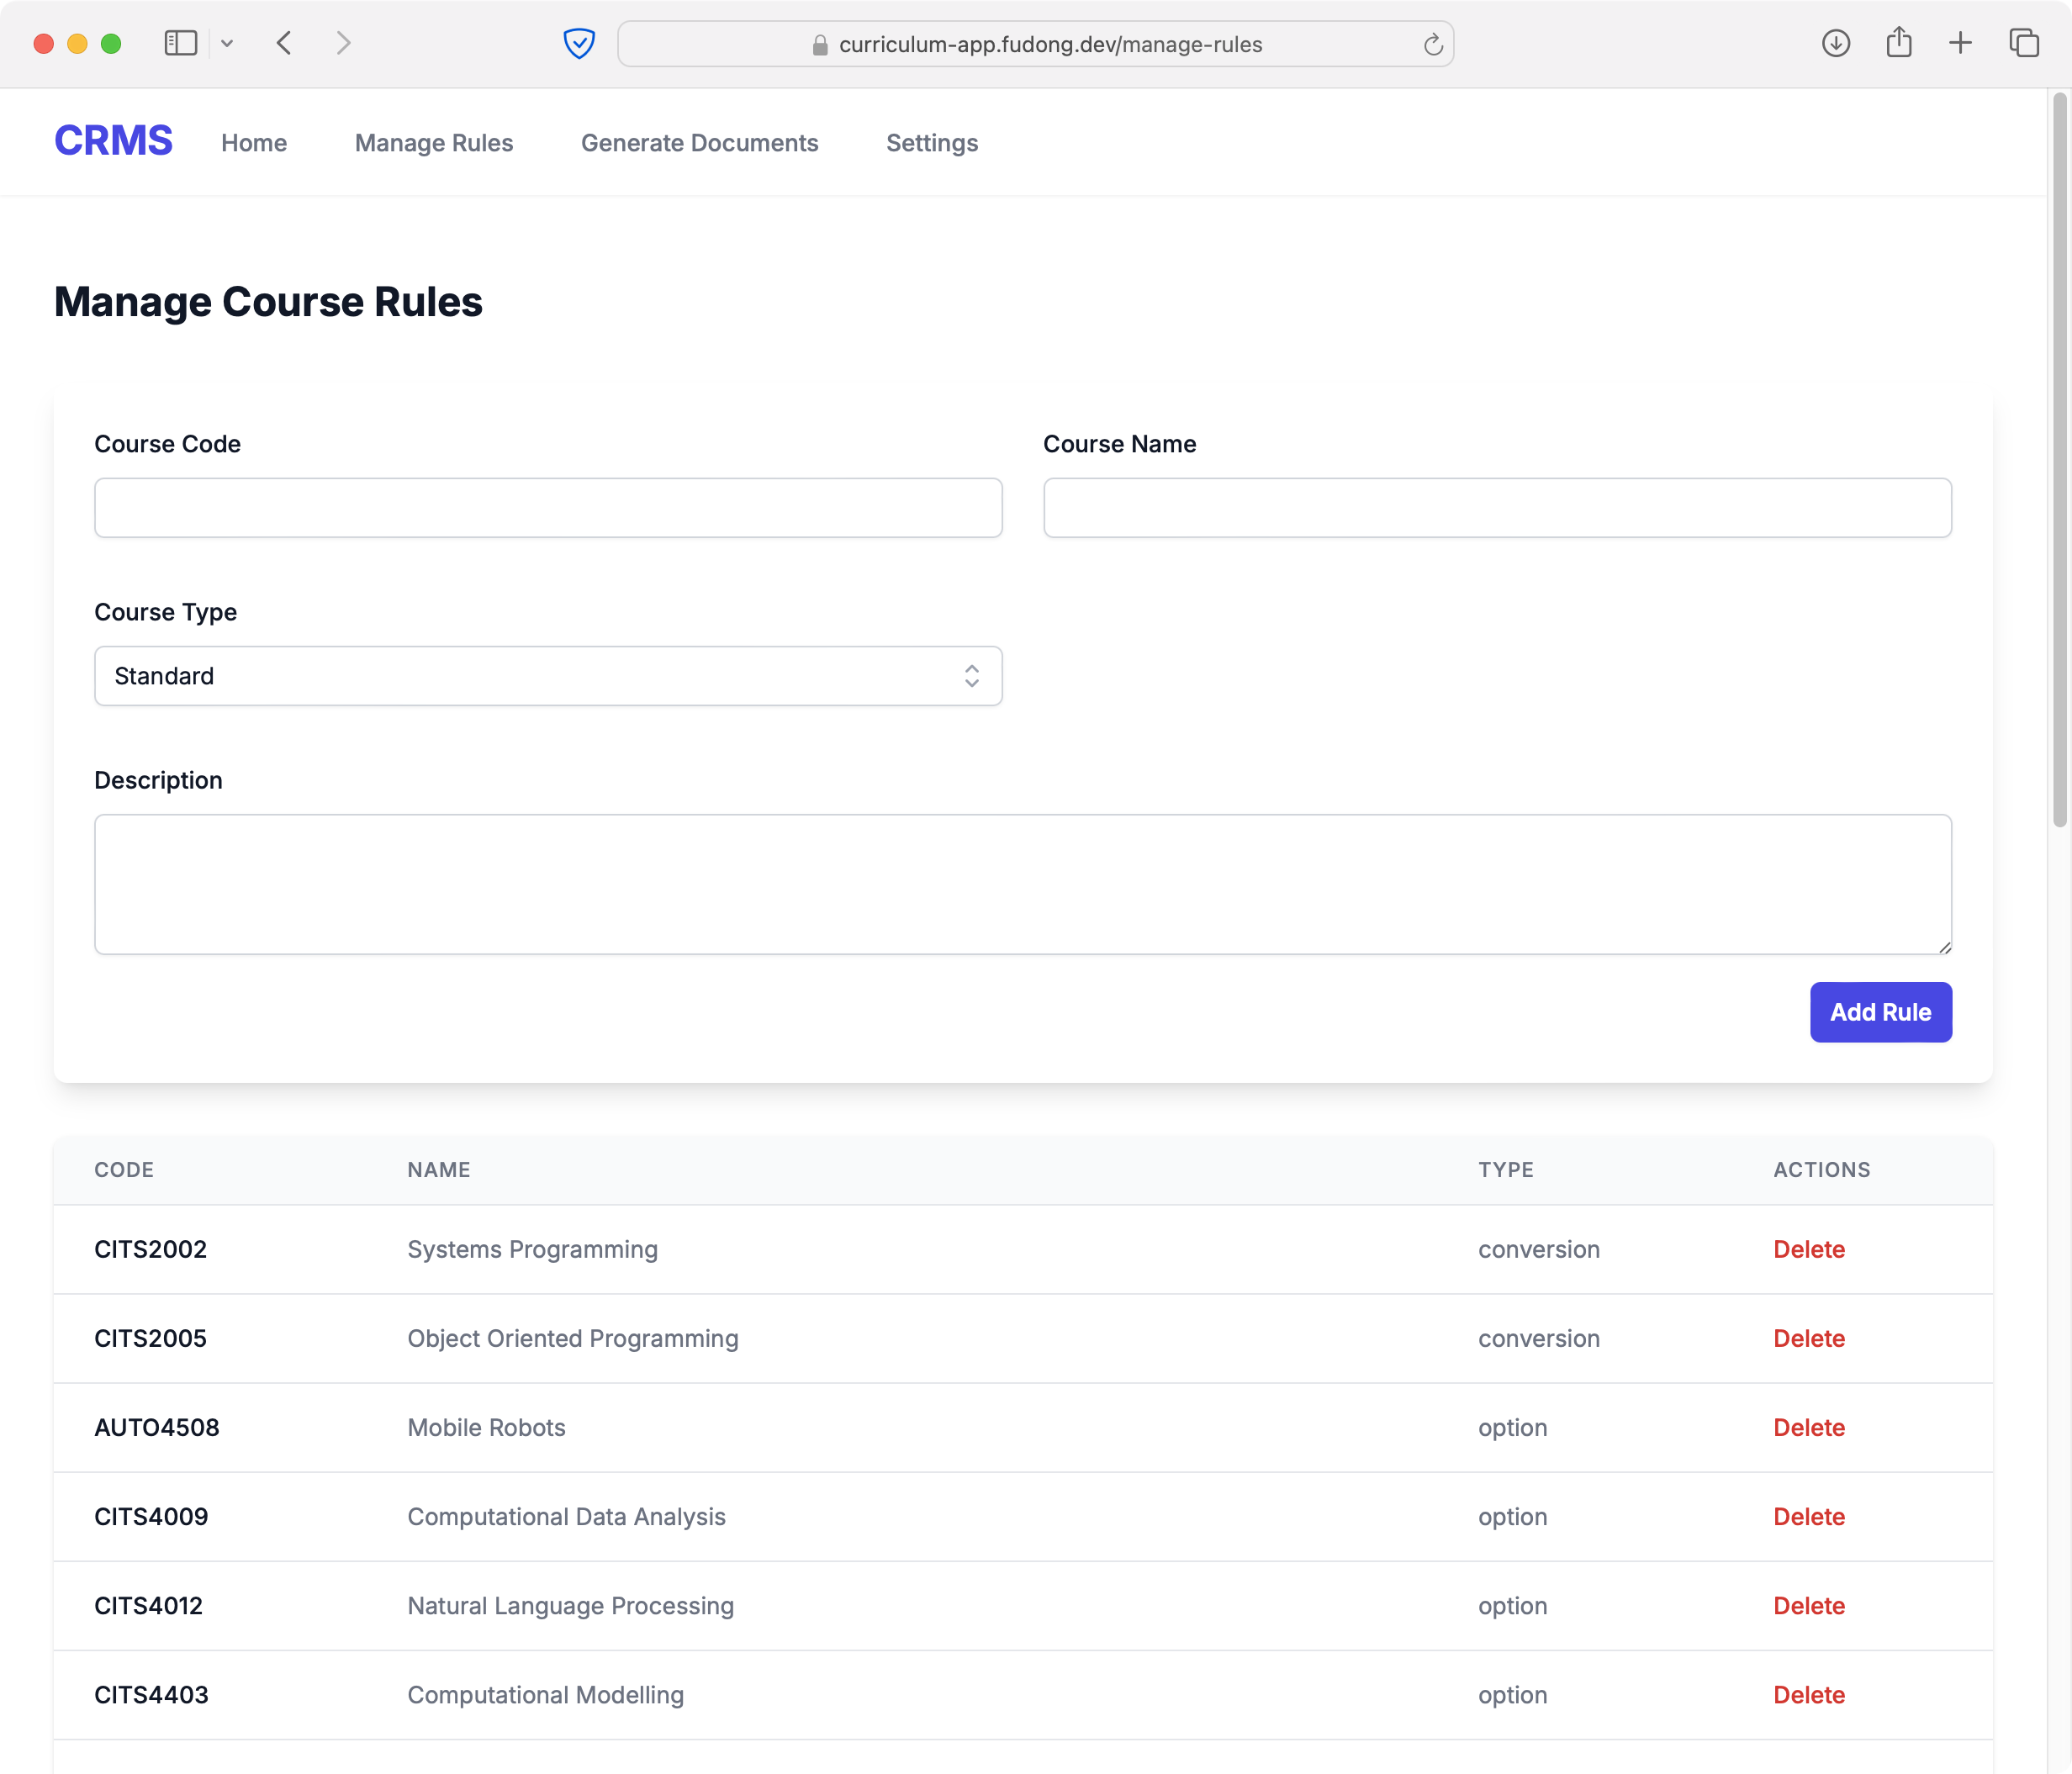 curriculum-app.fudong.dev/manage-rules
CRMS Home Manage Rules Generate Documents Settings
Manage Course Rules
Course Code Course Name
Course Type
Standard
Description
Add Rule
CODE NAME TYPE ACTIONS
CITS2002 Systems Programming conversion Delete
CITS2005 Object Oriented Programming conversion Delete
AUTO4508 Mobile Robots option Delete
CITS4009 Computational Data Analysis option Delete
CITS4012 Natural Language Processing option Delete
CITS4403 Computational Modelling option Delete